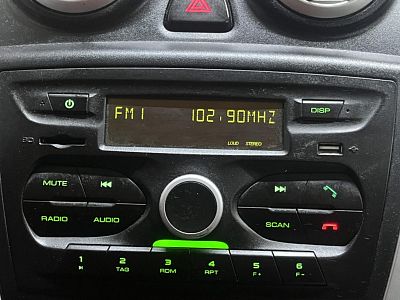 FM1 102.90MHZ
DISP
LOUD STEREO
MUTE
RADIO AUDIO
SCAN
1 2 3 4 5 6
TAG RDM RPT F+ F-